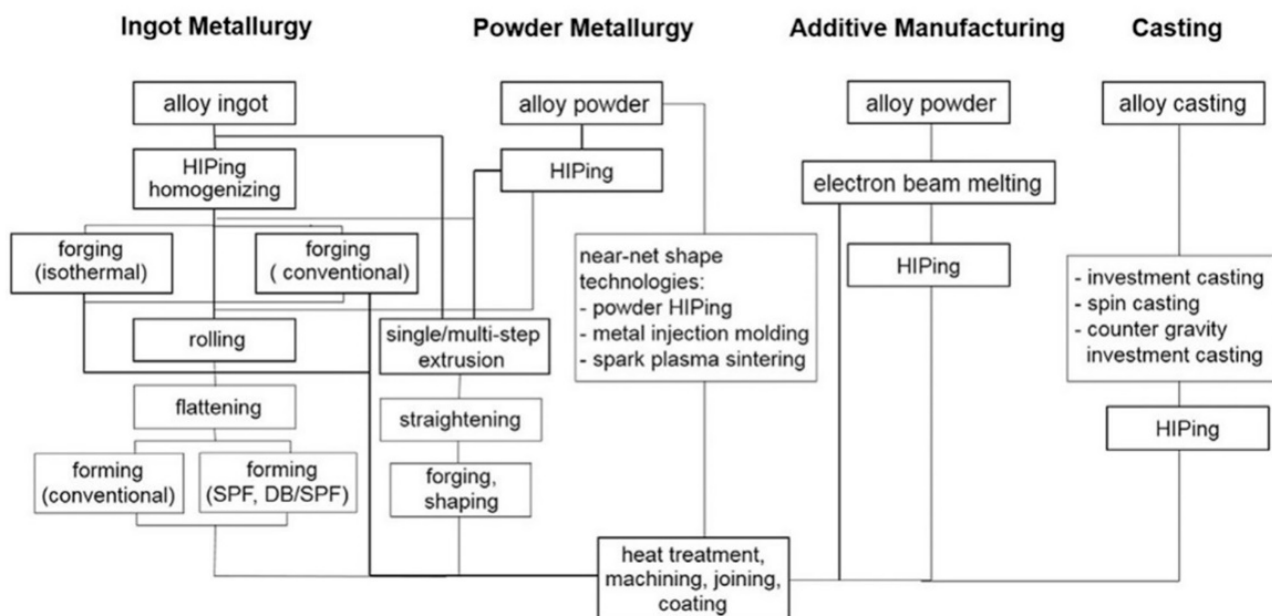 Ingot Metallurgy
Powder Metallurgy
Additive Manufacturing
Casting
alloy ingot
alloy powder
alloy powder
alloy casting
HIPing
homogenizing
HIPing
electron beam melting
forging
(isothermal)
forging
( conventional)
near-net shape
technologies:
- powder HIPing
- metal injection molding
- spark plasma sintering
HIPing
- investment casting
- spin casting
- counter gravity
investment casting
rolling
single/multi-step
extrusion
flattening
straightening
HIPing
forming
(conventional)
forming
(SPF, DB/SPF)
forging,
shaping
heat treatment,
machining, joining,
coating